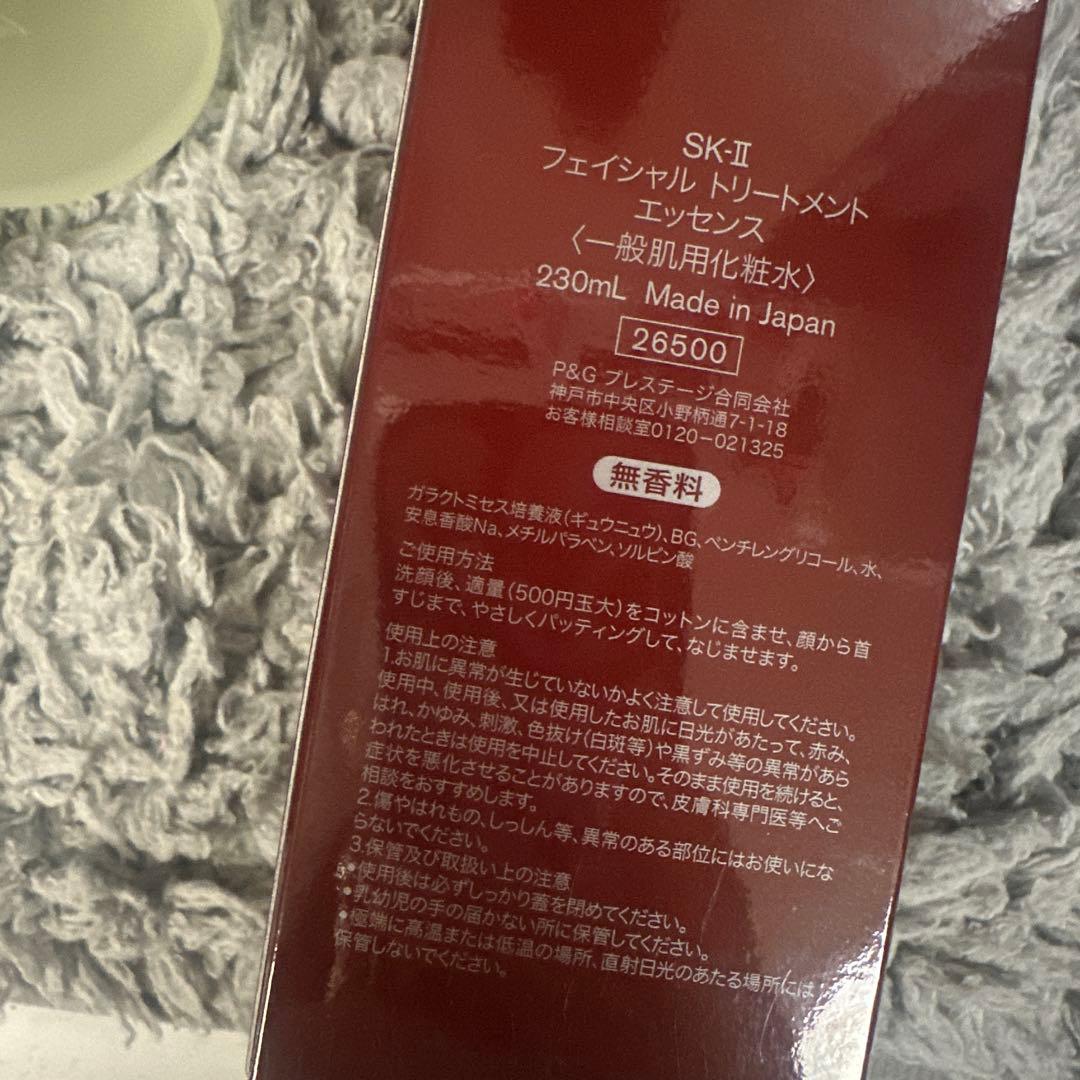 SK-Ⅱ
フェイシャル トリートメント
エッセンス
〈一般肌用化粧水〉
230mL Made in Japan
26500
P&G プレステージ合同会社
神戸市中央区小野柄通7-1-18
お客様相談室0120-021325
無香料
ガラクトミセス培養液(ギュウニュウ)、BG、ペンチレングリコール、水、
安息香酸Na、メチルパラベン、ソルビン酸
ご使用方法
洗顔後、適量(500円玉大)をコットンに含ませ、顔から首
すじまで、やさしくパッティングして、なじませます。
使用上の注意
1.お肌に異常が生じていないかよく注意して使用してください。
使用中、使用後、又は使用したお肌に日光があたって、赤み、
はれ、かゆみ、刺激、色抜け(白斑等)や黒ずみ等の異常があら
われたときは使用を中止してください。そのまま使用を続けると、
症状を悪化させることがありますので、皮膚科専門医等へご
相談をおすすめします。
2.傷やはれもの、しっしん等、異常のある部位にはお使いにな
らないでください。
3.保管及び取扱い上の注意
•使用後は必ずしっかり蓋を閉めてください。
•乳幼児の手の届かない所に保管してください。
•極端に高温または低温の場所、直射日光のあたる場所には
保管しないでください。